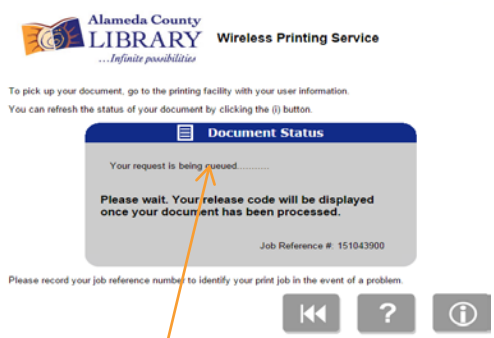 Alameda County
LIBRARY
...Infinite possibilities
Wireless Printing Service
To pick up your document, go to the printing facility with your user information.
You can refresh the status of your document by clicking the (i) button.
Document Status
Your request is being queued............
Please wait. Your release code will be displayed
once your document has been processed.
Job Reference #: 151043900
Please record your job reference number to identify your print job in the event of a problem.
?
i